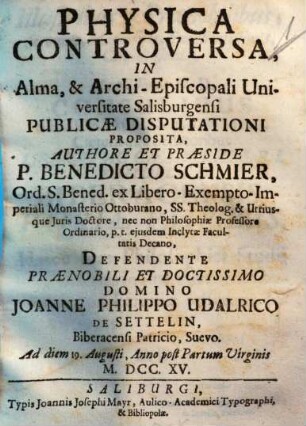 PHYSICA
CONTROVERSA,
IN
Alma, & Archi-Episcopali Uni-
versitate Salisburgensi
PUBLICÆ DISPUTATIONI
PROPOSITA,
AUTHORE ET PRÆSIDE
P. BENEDICTO SCHMIER,
Ord. S. Bened. ex Libero-Exempto-Im-
periali Monasterio Ottoburano, SS. Theolog. & Utrius-
que Juris Doctore, nec non Philosophiæ Professore
Ordinario, p. t. ejusdem Inclytæ Facul-
tatis Decano,
DEFENDENTE
PRÆNOBILI ET DOCTISSIMO
DOMINO
JOANNE PHILIPPO UDALRICO
DE SETTELIN,
Biberacensi Patricio, Suevo.
Ad diem 19. Augusti, Anno post Partum Virginis
M. DCC. XV.
SALIBURGI,
Typis Joannis Josephi Mayr, Aulico-Academici Typographi,
& Bibliopolæ.